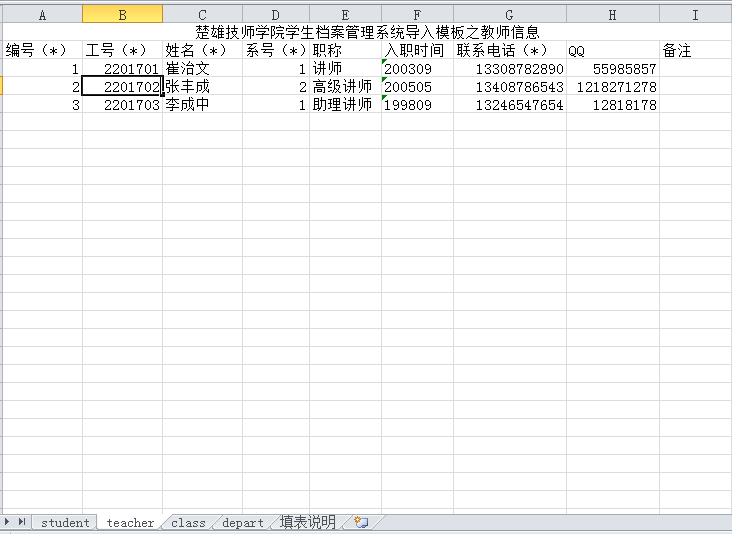 A B C D E F G H I
楚雄技师学院学生档案管理系统导入模板之教师信息
编号（*） 工号（*） 姓名（*） 系号（*） 职称 入职时间 联系电话（*） QQ 备注
1 2201701 崔治文 1 讲师 200309 13308782890 55985857
2 2201702 张丰成 2 高级讲师 200505 13408786543 1218271278
3 2201703 李成中 1 助理讲师 199809 13246547654 12818178
student teacher class depart 填表说明